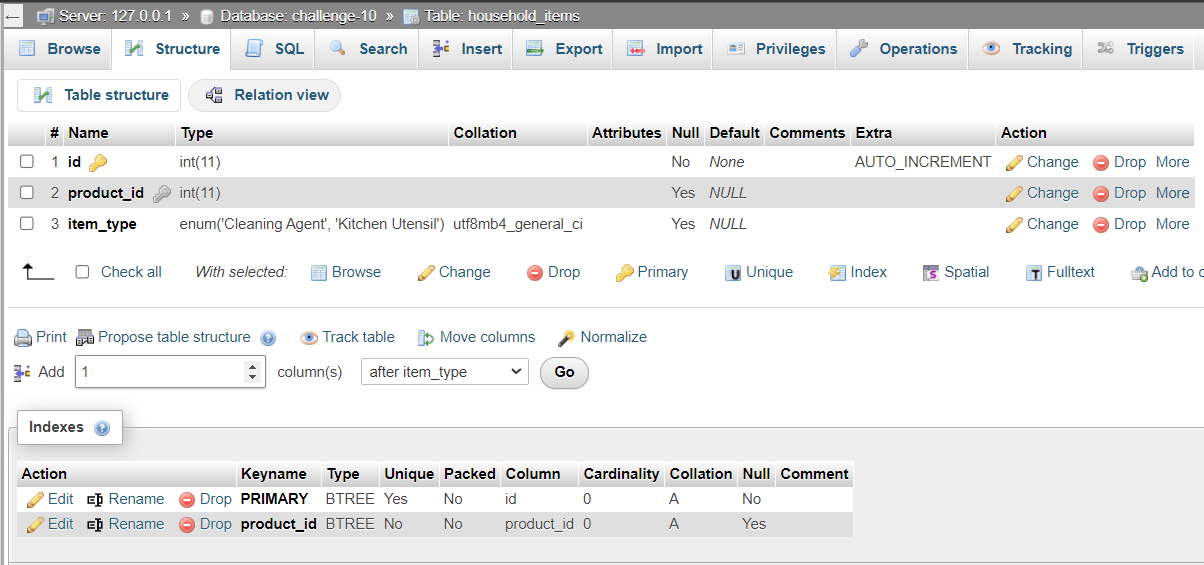 Server: 127.0.0.1 » Database: challenge-10 » Table: household_items
Browse Structure SQL Search Insert Export Import Privileges Operations Tracking Triggers
Table structure Relation view
# Name Type Collation Attributes Null Default Comments Extra Action
1 id int(11) No None AUTO_INCREMENT Change Drop More
2 product_id int(11) Yes NULL Change Drop More
3 item_type enum('Cleaning Agent', 'Kitchen Utensil') utf8mb4_general_ci Yes NULL Change Drop More
Check all With selected: Browse Change Drop Primary Unique Index Spatial Fulltext Add to c
Print Propose table structure Track table Move columns Normalize
Add 1 column(s) after item_type Go
Indexes
Action Keyname Type Unique Packed Column Cardinality Collation Null Comment
Edit Rename Drop PRIMARY BTREE Yes No id 0 A No
Edit Rename Drop product_id BTREE No No product_id 0 A Yes